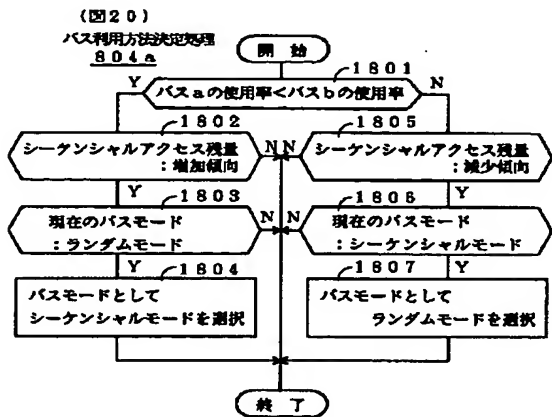 (図20)
バス利用方法決定処理
804a
開 始
1801
Y
バスaの使用率<バスbの使用率
N
1802
シーケンシャルアクセス残量
:増加傾向
N
N
1805
シーケンシャルアクセス残量
:減少傾向
Y
1803
現在のバスモード
:ランダムモード
N
N
Y
1806
現在のバスモード
:シーケンシャルモード
Y
1804
バスモードとして
シーケンシャルモードを選択
1807
Y
バスモードとして
ランダムモードを選択
終 了